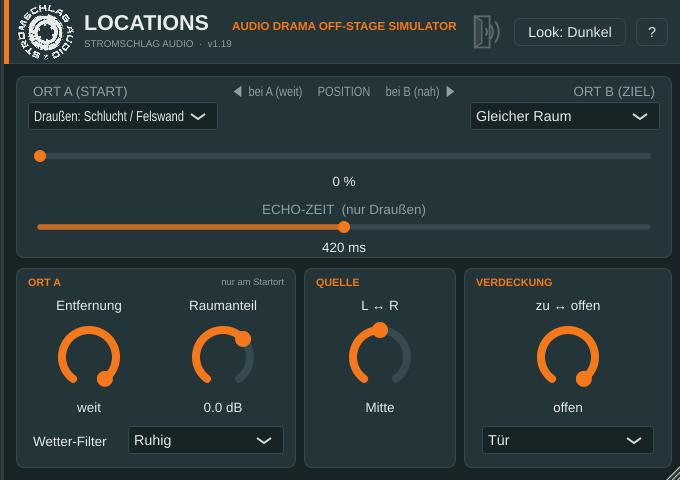 STROMSCHLAG AUDIO
LOCATIONS
AUDIO DRAMA OFF-STAGE SIMULATOR
STROMSCHLAG AUDIO · v1.19
Look: Dunkel
?
ORT A (START)
◀ bei A (weit) POSITION bei B (nah) ▶
ORT B (ZIEL)
Draußen: Schlucht / Felswand
Gleicher Raum
0 %
ECHO-ZEIT (nur Draußen)
420 ms
ORT A
nur am Startort
Entfernung
Raumanteil
weit
0.0 dB
Wetter-Filter
Ruhig
QUELLE
L ↔ R
Mitte
VERDECKUNG
zu ↔ offen
offen
Tür